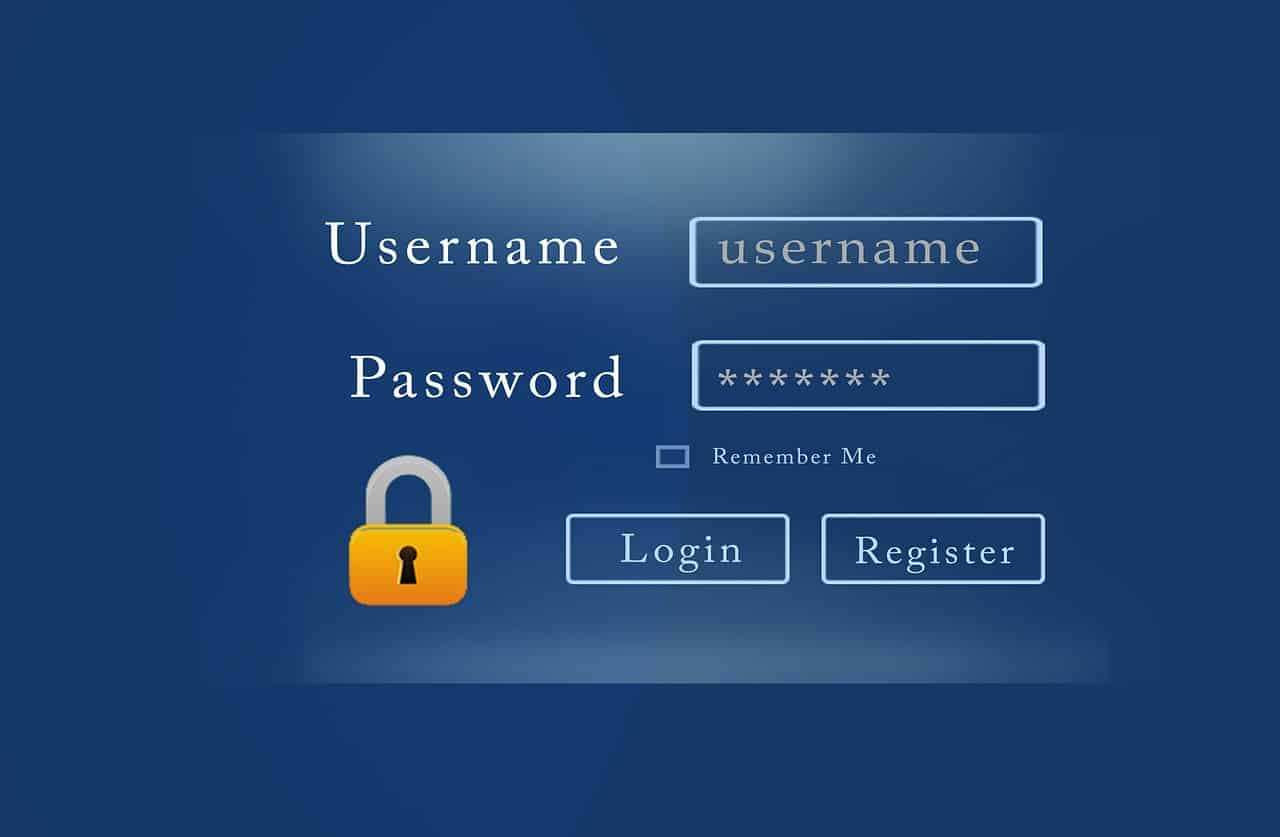 Username username
Password *******
Remember Me
Login Register